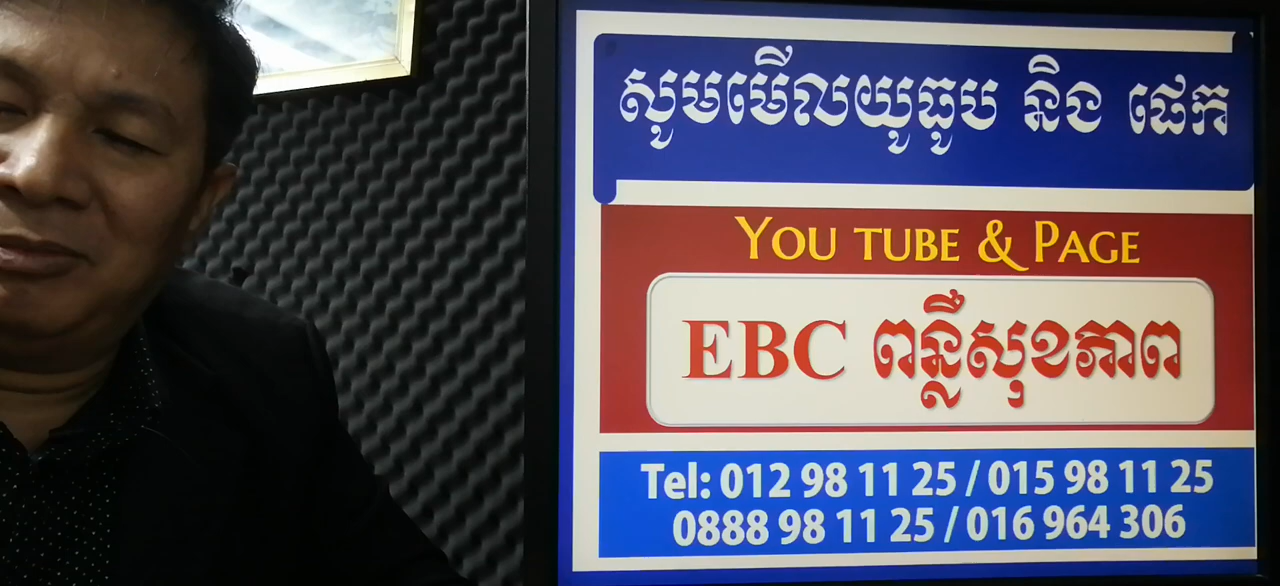 សូមមើលយូធូប និង ផេក
YOU TUBE & PAGE
EBC ពន្លឺសុខភាព
Tel: 012 98 11 25 / 015 98 11 25
0888 98 11 25 / 016 964 306